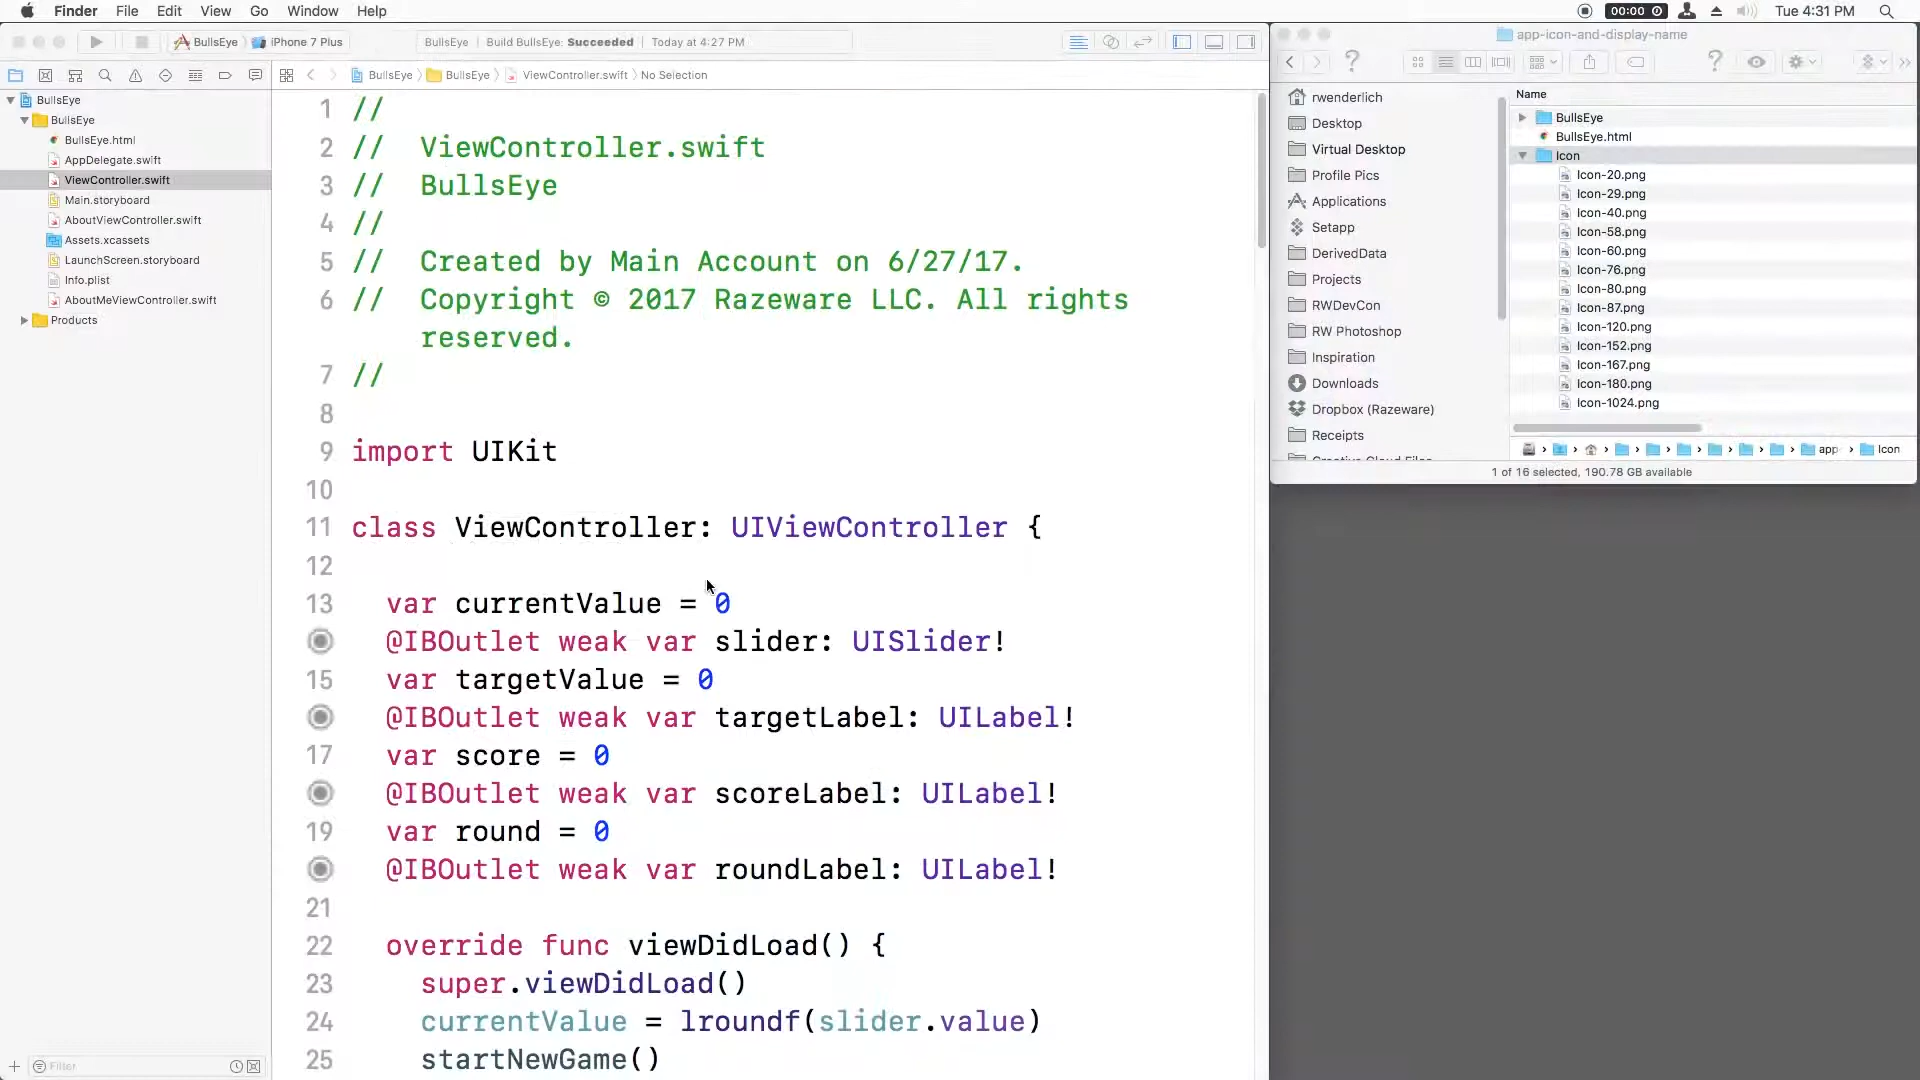 Finder File Edit View Go Window Help
00:00
Tue 4:31 PM
BullsEye
iPhone 7 Plus
BullsEye | Build BullsEye: Succeeded | Today at 4:27 PM
BullsEye
BullsEye
ViewController.swift
No Selection
BullsEye
BullsEye
BullsEye.html
AppDelegate.swift
ViewController.swift
Main.storyboard
AboutViewController.swift
Assets.xcassets
LaunchScreen.storyboard
Info.plist
AboutMeViewController.swift
Products
Filter
1 //
2 // ViewController.swift
3 // BullsEye
4 //
5 // Created by Main Account on 6/27/17.
6 // Copyright © 2017 Razeware LLC. All rights
reserved.
7 //
8
9 import UIKit
10
11 class ViewController: UIViewController {
12
13 var currentValue = 0
@IBOutlet weak var slider: UISlider!
15 var targetValue = 0
@IBOutlet weak var targetLabel: UILabel!
17 var score = 0
@IBOutlet weak var scoreLabel: UILabel!
19 var round = 0
@IBOutlet weak var roundLabel: UILabel!
21
22 override func viewDidLoad() {
23 super.viewDidLoad()
24 currentValue = lroundf(slider.value)
25 startNewGame()
app-icon-and-display-name
rwenderlich
Desktop
Virtual Desktop
Profile Pics
Applications
Setapp
DerivedData
Projects
RWDevCon
RW Photoshop
Inspiration
Downloads
Dropbox (Razeware)
Receipts
Name
BullsEye
BullsEye.html
Icon
Icon-20.png
Icon-29.png
Icon-40.png
Icon-58.png
Icon-60.png
Icon-76.png
Icon-80.png
Icon-87.png
Icon-120.png
Icon-152.png
Icon-167.png
Icon-180.png
Icon-1024.png
app
Icon
1 of 16 selected, 190.78 GB available